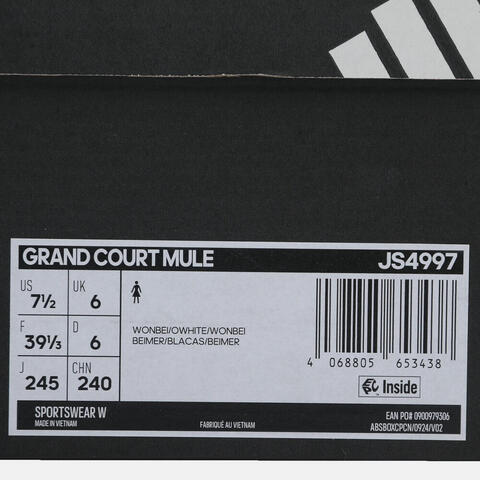 GRAND COURT MULE JS4997
US UK
7½ 6
F D
39⅓ 6
J CHN
245 240
WONBEI/OWHITE/WONBEI
BEIMER/BLACAS/BEIMER
4 068805 653438
Inside
SPORTSWEAR W EAN PO# 0900979306
MADE IN VIETNAM FABRIQUÉ AU VIETNAM ABSBOXCPCN/0924/V02